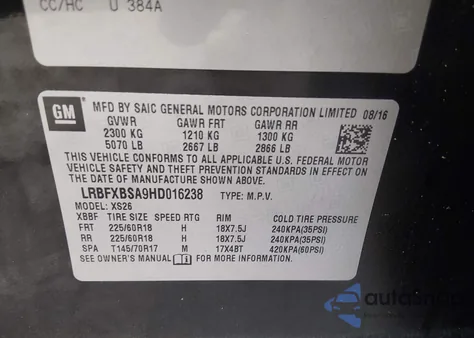 CC/HC U 384A
GM
MFD BY SAIC GENERAL MOTORS CORPORATION LIMITED 08/16
GVWR GAWR FRT GAWR RR
2300 KG 1210 KG 1300 KG
5070 LB 2667 LB 2866 LB
THIS VEHICLE CONFORMS TO ALL APPLICABLE U.S. FEDERAL MOTOR
VEHICLE SAFETY AND THEFT PREVENTION STANDARDS IN EFFECT ON
THE DATE OF MANUFACTURE SHOWN ABOVE.
LRBFXBSA9HD016238 TYPE: M.P.V.
MODEL: XS26
XBBF TIRE SIZE SPEED RTG RIM COLD TIRE PRESSURE
FRT 225/60R18 H 18X7.5J 240KPA(35PSI)
RR 225/60R18 H 18X7.5J 240KPA(35PSI)
SPA T145/70R17 M 17X4BT 420KPA(60PSI)
SEE OWNER'S MANUAL FOR MORE INFORMATION